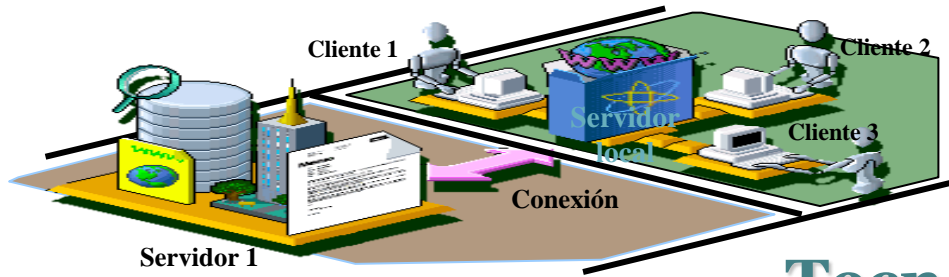 Cliente 1
Cliente 2
Servidor
local
Cliente 3
Conexión
Servidor 1